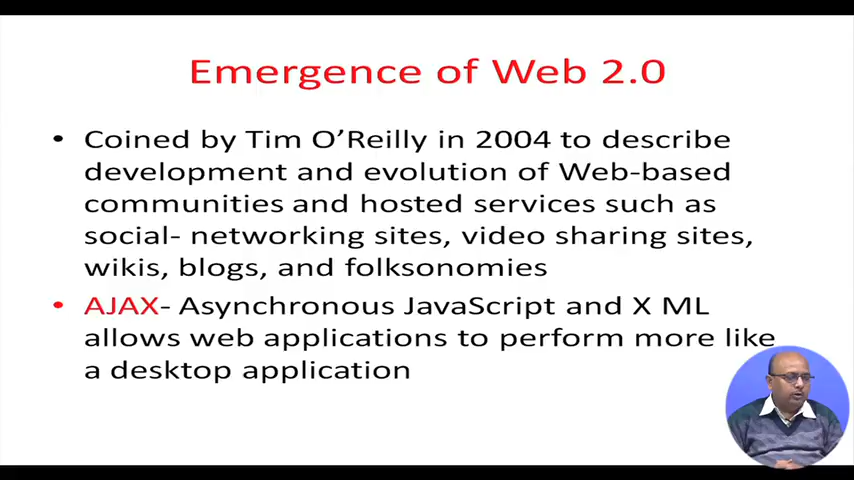 Emergence of Web 2.0
• Coined by Tim O’Reilly in 2004 to describe
development and evolution of Web-based
communities and hosted services such as
social- networking sites, video sharing sites,
wikis, blogs, and folksonomies
• AJAX- Asynchronous JavaScript and X ML
allows web applications to perform more like
a desktop application